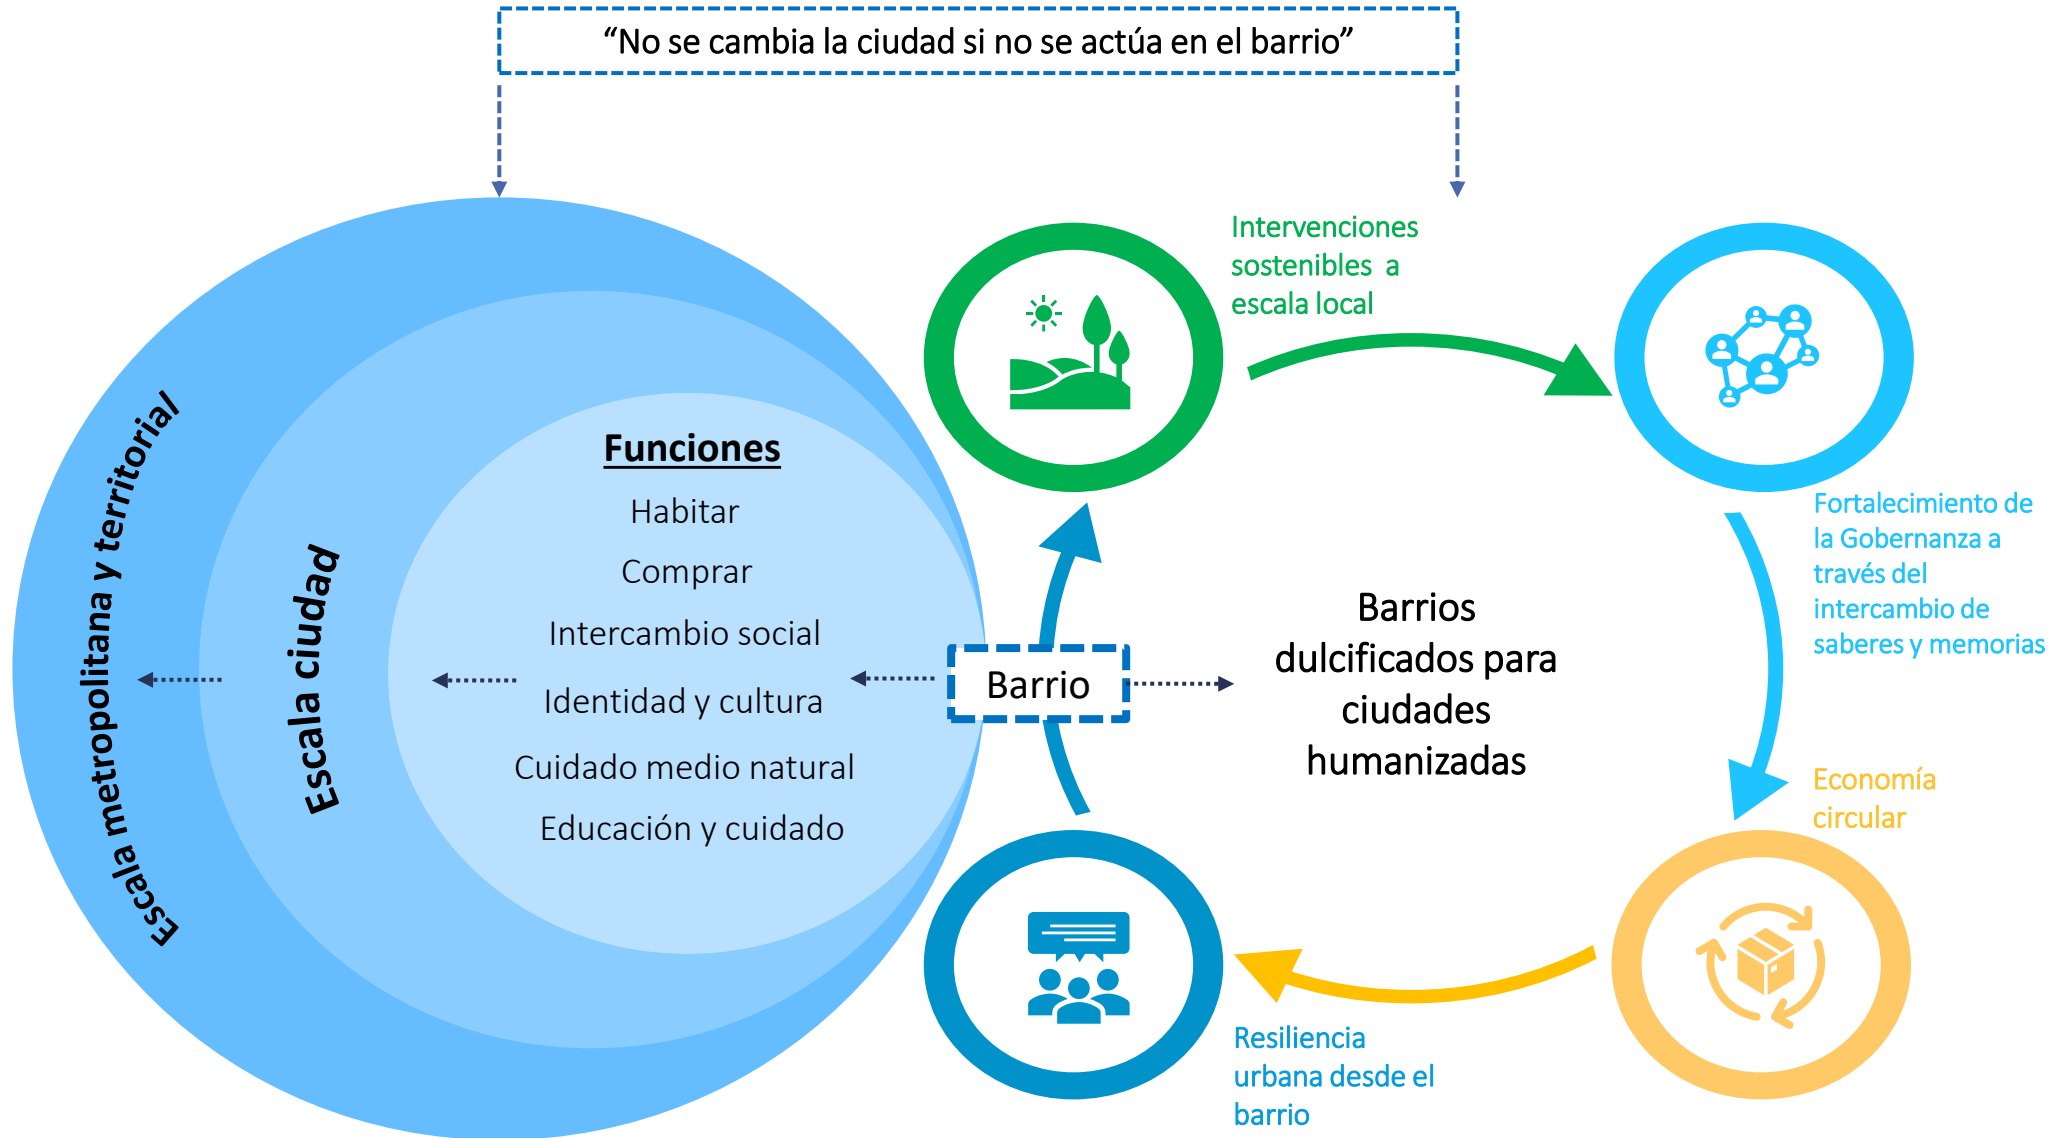 “No se cambia la ciudad si no se actúa en el barrio”
Escala metropolitana y territorial
Escala ciudad
Funciones
Habitar
Comprar
Intercambio social
Identidad y cultura
Cuidado medio natural
Educación y cuidado
Barrio
Intervenciones
sostenibles a
escala local
Barrios
dulcificados para
ciudades
humanizadas
Fortalecimiento de
la Gobernanza a
través del
intercambio de
saberes y memorias
Economía
circular
Resiliencia
urbana desde el
barrio